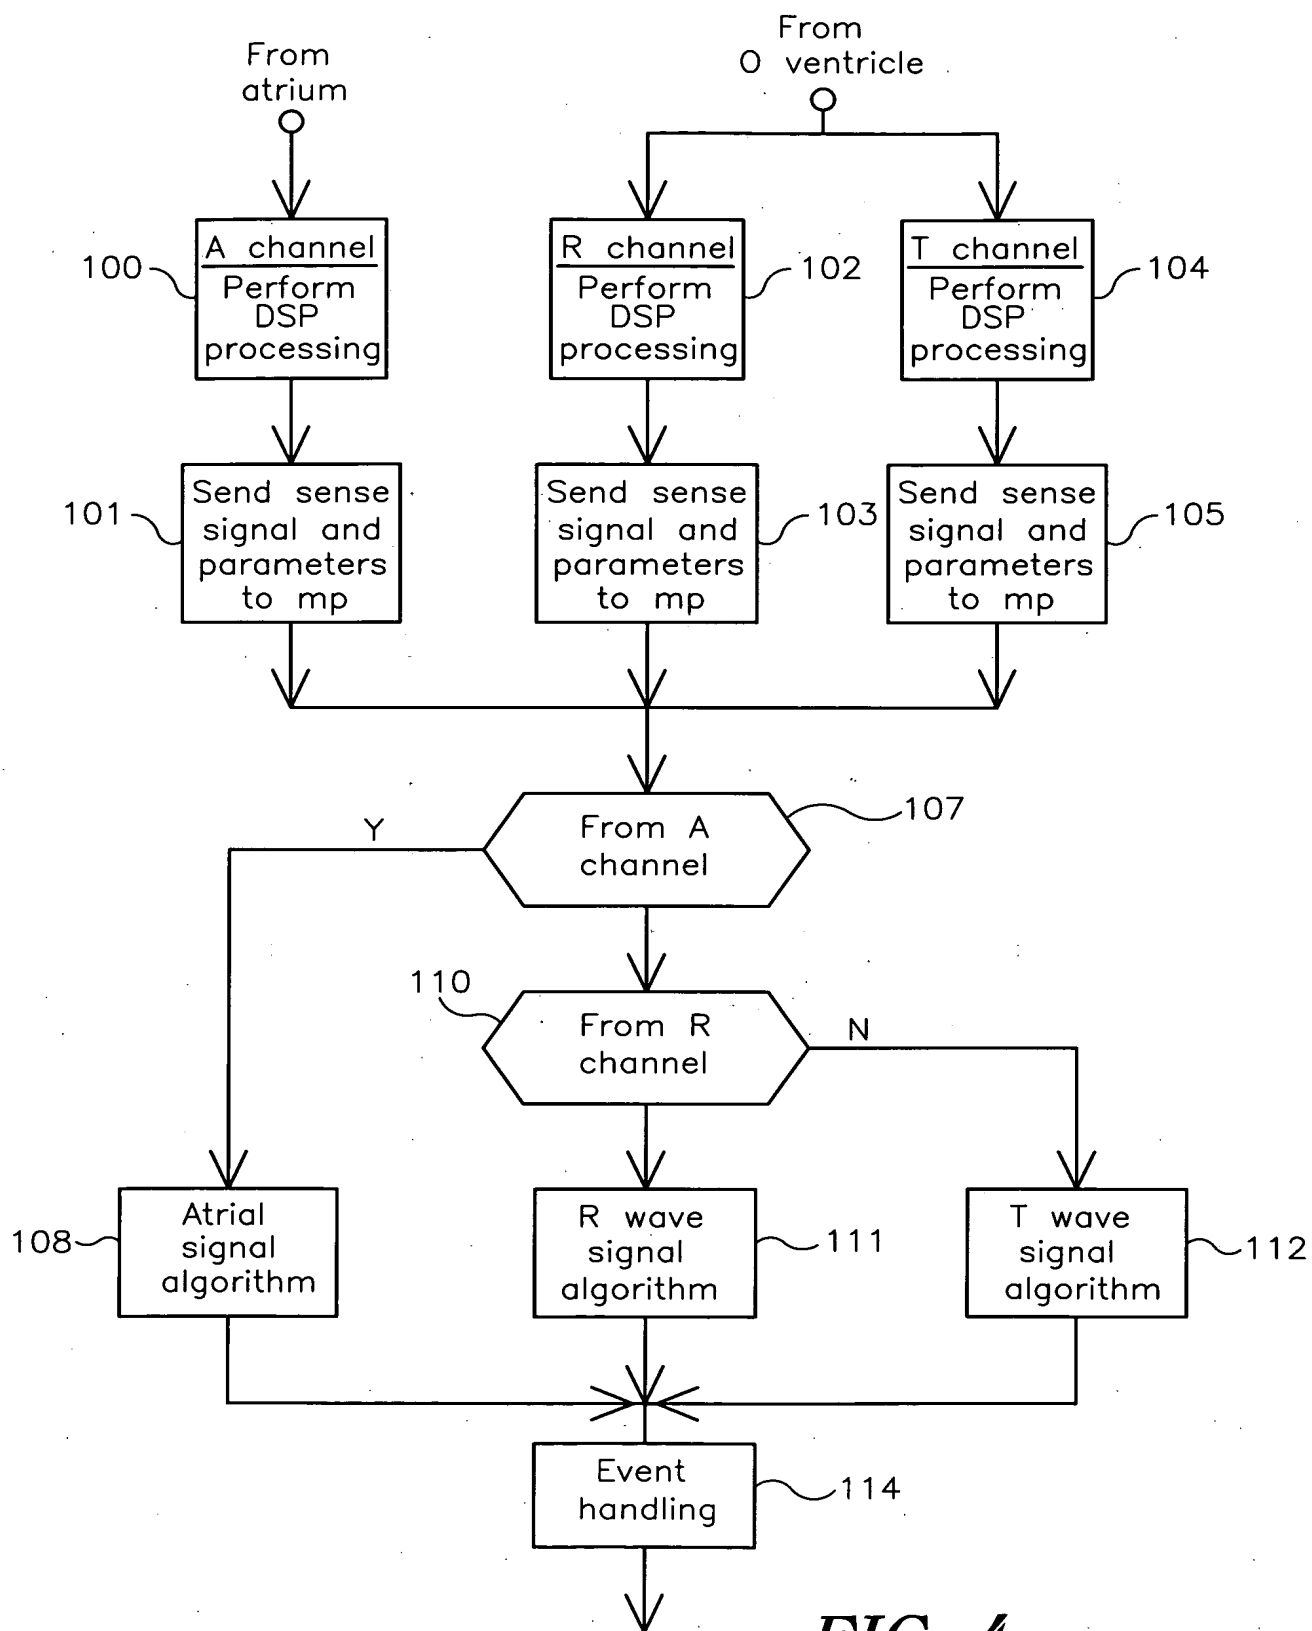 From
atrium
From
O ventricle
A channel
Perform
DSP
processing
100
R channel
Perform
DSP
processing
102
T channel
Perform
DSP
processing
104
101
Send sense
signal and
parameters
to mp
Send sense
signal and
parameters
to mp
103
Send sense
signal and
parameters
to mp
105
From A
channel
107
Y
110
From R
channel
N
108
Atrial
signal
algorithm
R wave
signal
algorithm
111
T wave
signal
algorithm
112
Event
handling
114
FIG. 4